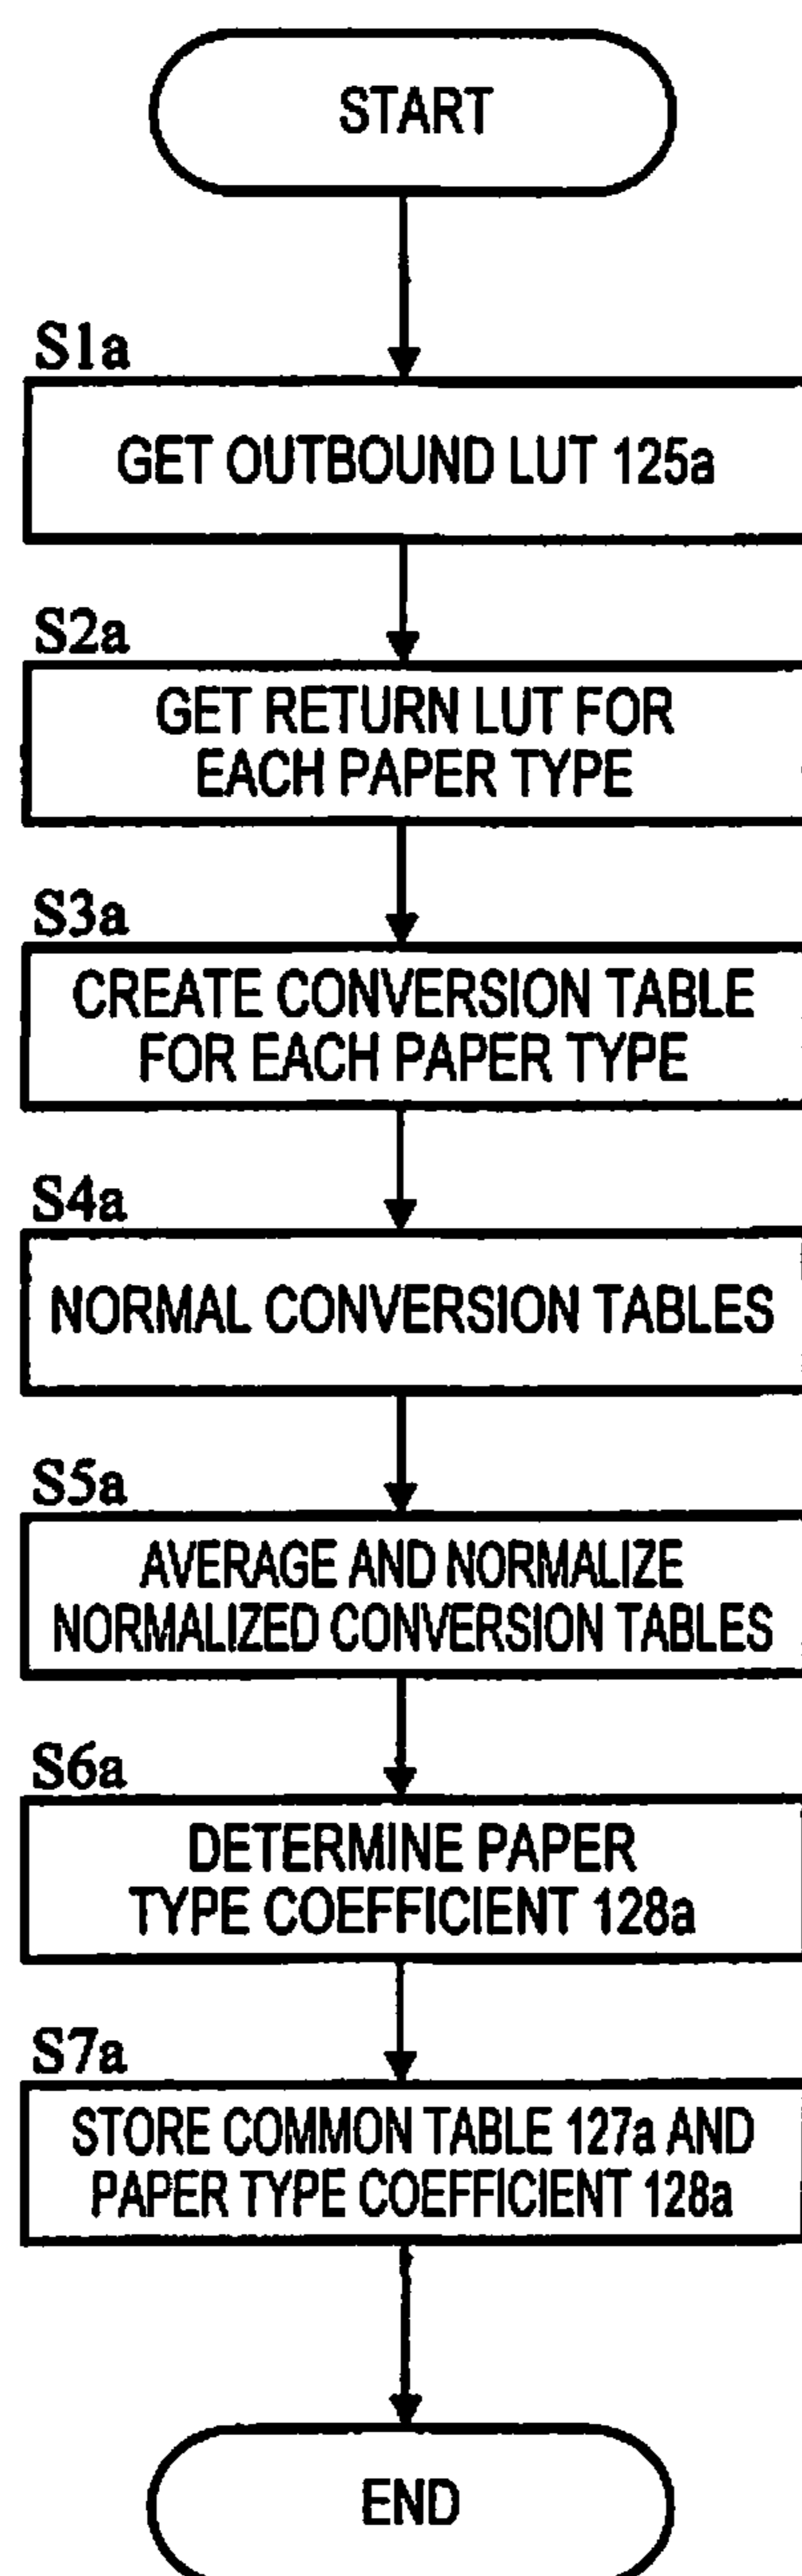 START
S1a
GET OUTBOUND LUT 125a
S2a
GET RETURN LUT FOR
EACH PAPER TYPE
S3a
CREATE CONVERSION TABLE
FOR EACH PAPER TYPE
S4a
NORMAL CONVERSION TABLES
S5a
AVERAGE AND NORMALIZE
NORMALIZED CONVERSION TABLES
S6a
DETERMINE PAPER
TYPE COEFFICIENT 128a
S7a
STORE COMMON TABLE 127a AND
PAPER TYPE COEFFICIENT 128a
END